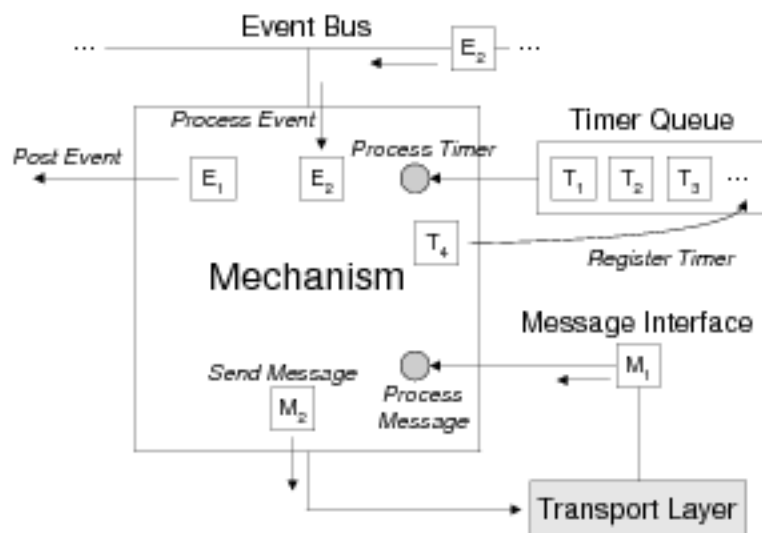 Event Bus
... E2 ...
Process Event
Timer Queue
Post Event
Process Timer
E1
E2
T1 T2 T3 ...
T4
Register Timer
Mechanism
Message Interface
Send Message
M1
M2
Process
Message
Transport Layer